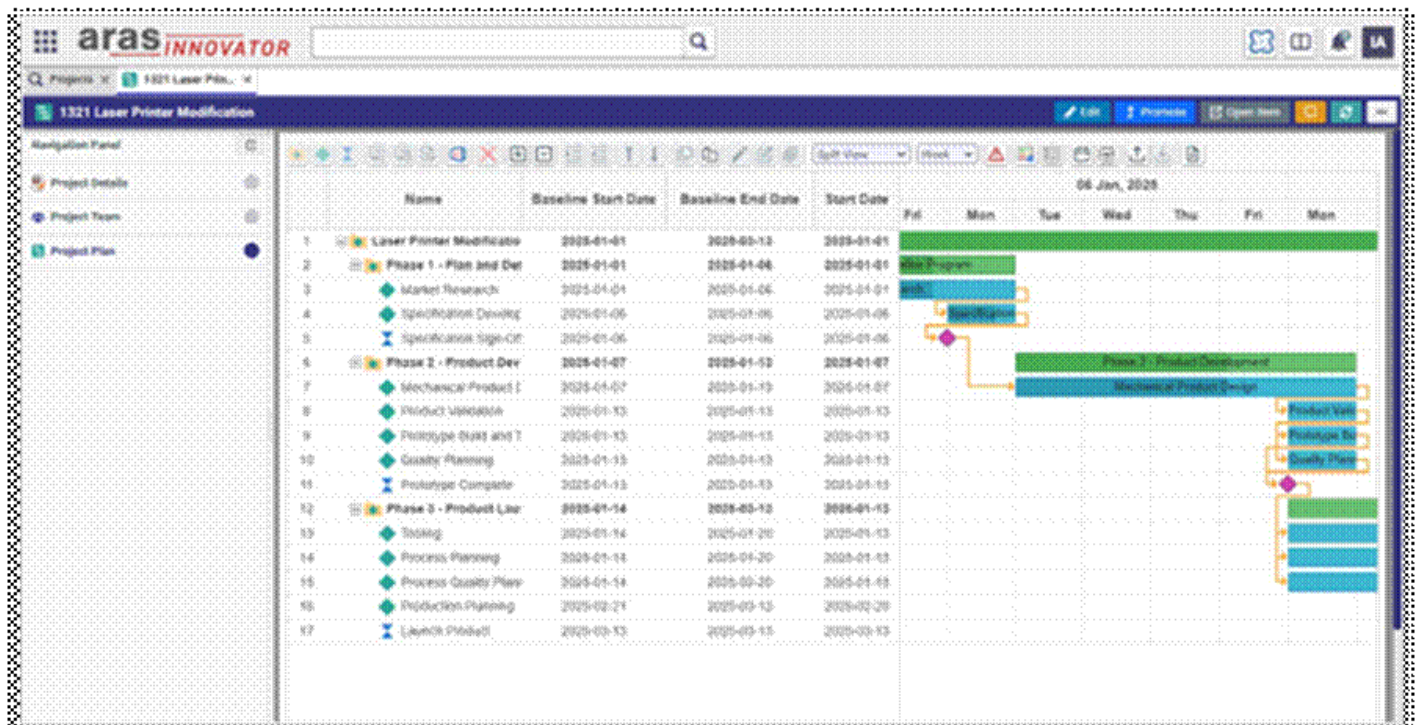 aras INNOVATOR
IA
Projects × 1321 Laser Prin... ×
1321 Laser Printer Modification
Edit Promote Open Item
Navigation Panel
Project Details
Project Team
Project Plan
Split View Week
06 Jan, 2025
Name Baseline Start Date Baseline End Date Start Date
Fri Mon Tue Wed Thu Fri Mon
1 Laser Printer Modificatio 2025-01-01 2025-03-13 2025-01-01
2 Phase 1 - Plan and Def 2025-01-01 2025-01-06 2025-01-01 Program
3 Market Research 2025-01-01 2025-01-06 2025-01-01
4 Specification Develop 2025-01-06 2025-01-06 2025-01-06 Specification
5 Specification Sign-Off 2025-01-06 2025-01-06 2025-01-06
6 Phase 2 - Product Dev 2025-01-07 2025-01-13 2025-01-07 Phase 2 - Product Development
7 Mechanical Product D 2025-01-07 2025-01-13 2025-01-07 Mechanical Product Design
8 Product Validation 2025-01-13 2025-01-13 2025-01-13 Product Vali
9 Prototype Build and T 2025-01-13 2025-01-13 2025-01-13 Prototype Bu
10 Quality Planning 2025-01-13 2025-01-13 2025-01-13 Quality Plann
11 Prototype Complete 2025-01-13 2025-01-13 2025-01-13
12 Phase 3 - Product Lau 2025-01-14 2025-03-13 2025-01-13
13 Tooling 2025-01-14 2025-01-20 2025-01-13
14 Process Planning 2025-01-14 2025-01-20 2025-01-13
15 Process Quality Plann 2025-01-14 2025-02-20 2025-01-13
16 Production Planning 2025-02-21 2025-03-13 2025-02-20
17 Launch Product 2025-03-13 2025-03-13 2025-03-13